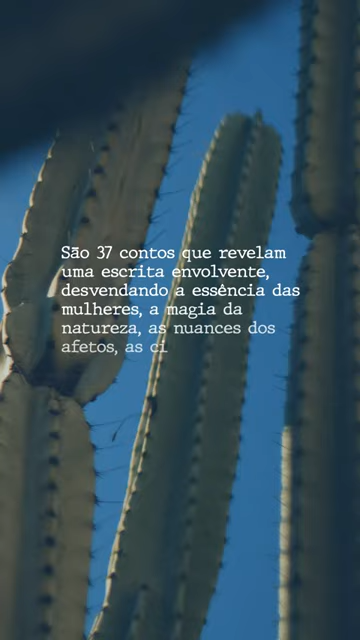 São 37 contos que revelam
uma escrita envolvente,
desvendando a essência das
mulheres, a magia da
natureza, as nuances dos
afetos, as ci